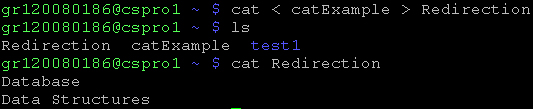 gr120080186@cspro1 ~ $ cat < catExample > Redirection
gr120080186@cspro1 ~ $ ls
Redirection catExample test1
gr120080186@cspro1 ~ $ cat Redirection
Database
Data Structures